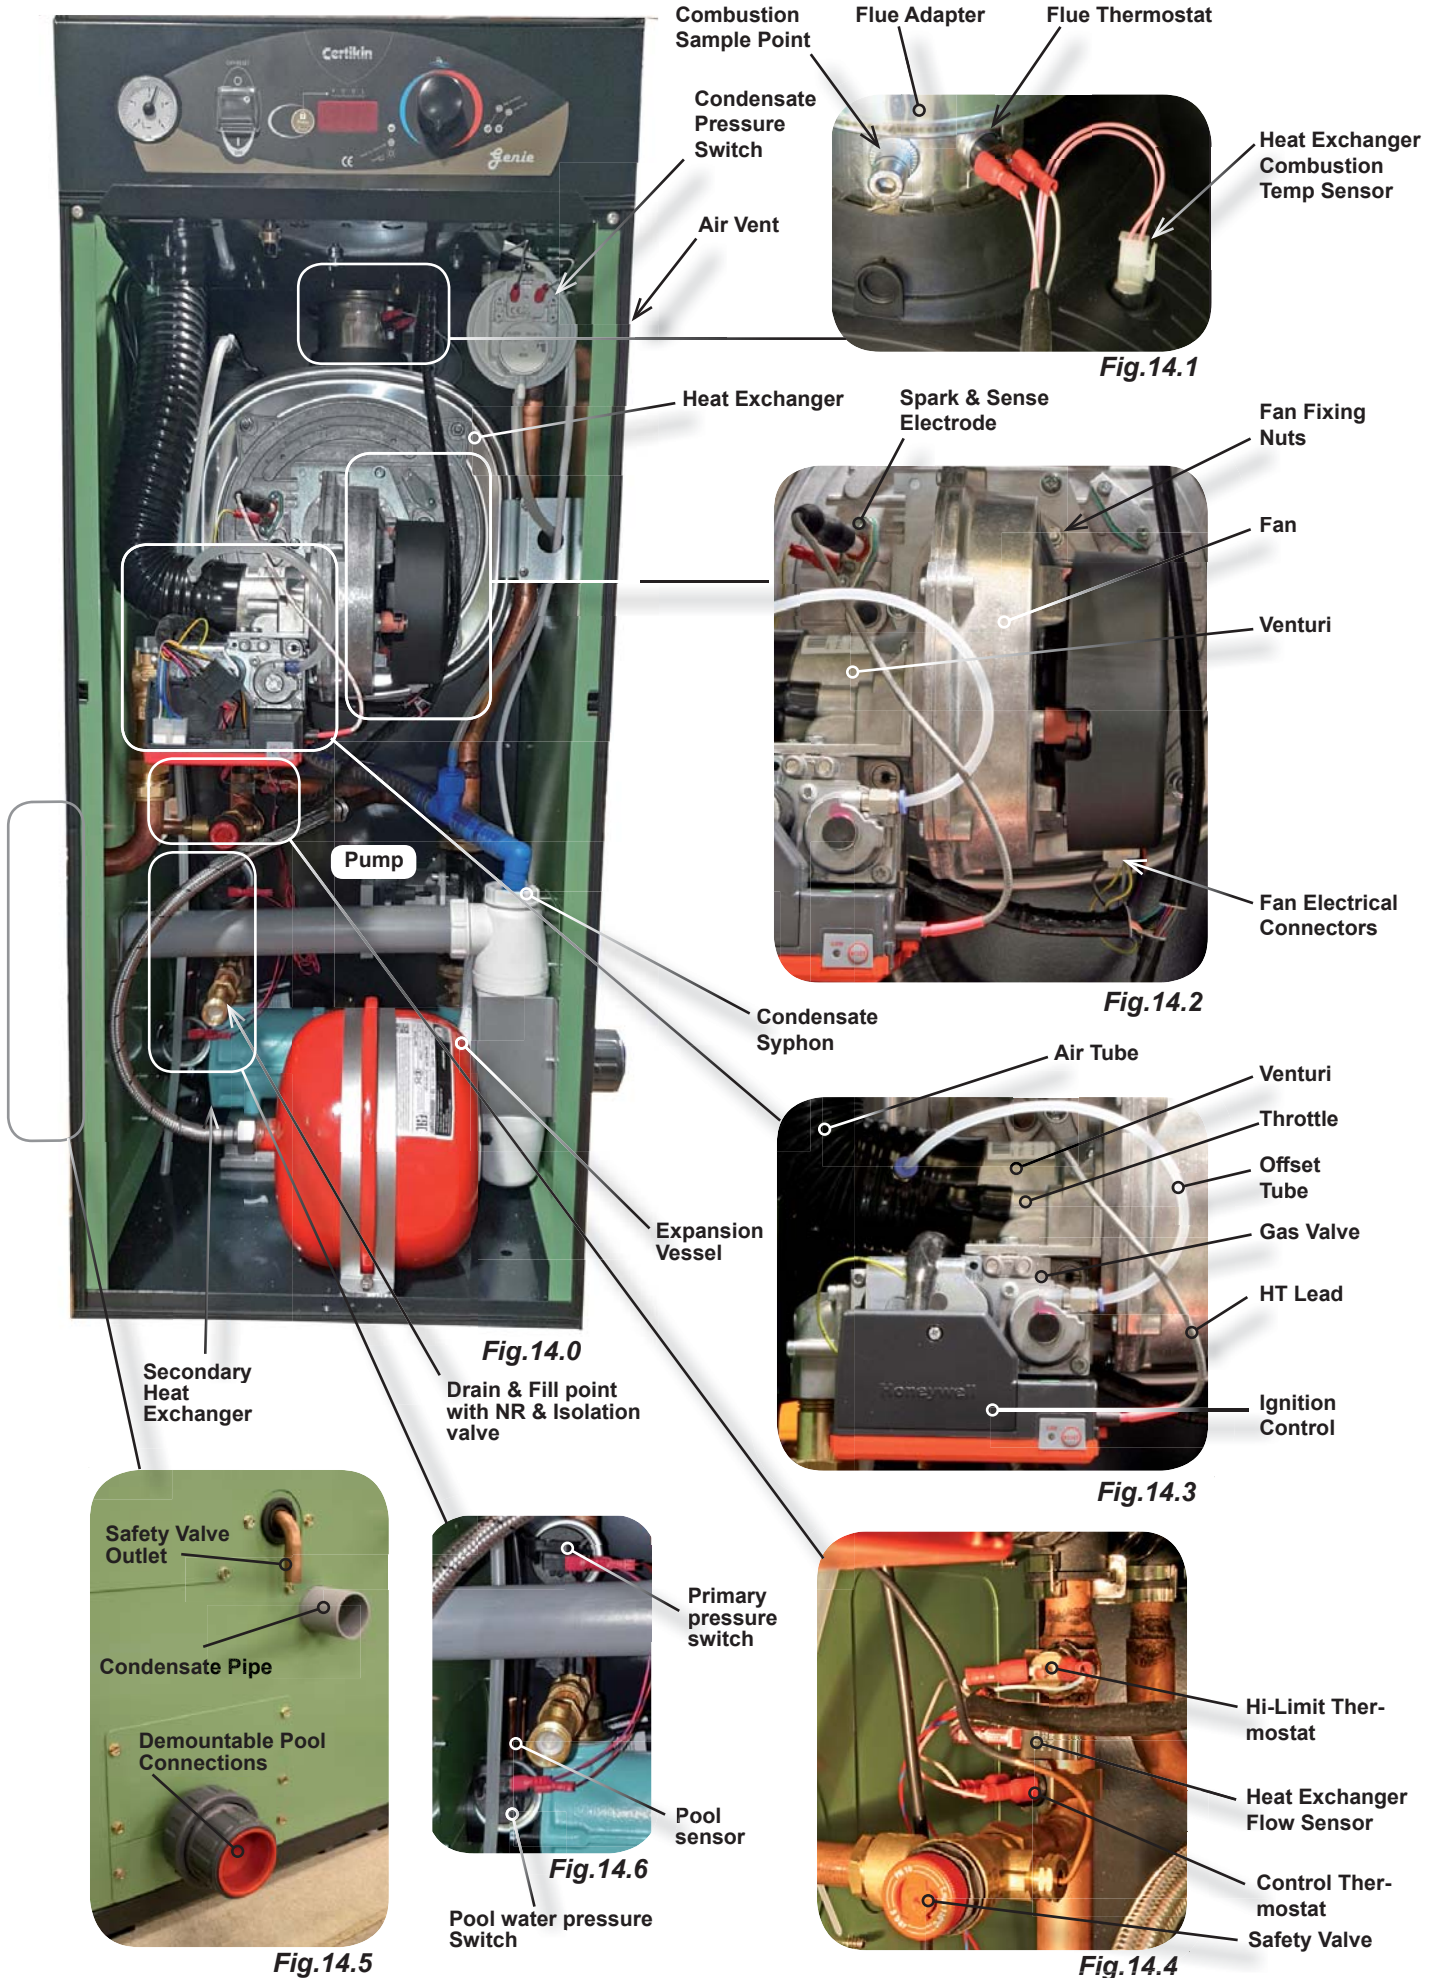 Combustion
Sample Point
Flue Adapter
Flue Thermostat
Certikin
Genie
CE
Condensate
Pressure
Switch
Air Vent
Heat Exchanger
Combustion
Temp Sensor
Fig.14.1
Heat Exchanger
Spark & Sense
Electrode
Fan Fixing
Nuts
Fan
Venturi
Fan Electrical
Connectors
Fig.14.2
Pump
Condensate
Syphon
Air Tube
Venturi
Throttle
Offset
Tube
Gas Valve
HT Lead
Honeywell
Ignition
Control
Fig.14.3
Expansion
Vessel
Fig.14.0
Secondary
Heat
Exchanger
Drain & Fill point
with NR & Isolation
valve
Safety Valve
Outlet
Condensate Pipe
Demountable Pool
Connections
Fig.14.5
Primary
pressure
switch
Pool
sensor
Fig.14.6
Pool water pressure
Switch
Hi-Limit Ther-
mostat
Heat Exchanger
Flow Sensor
Control Ther-
mostat
Safety Valve
Fig.14.4